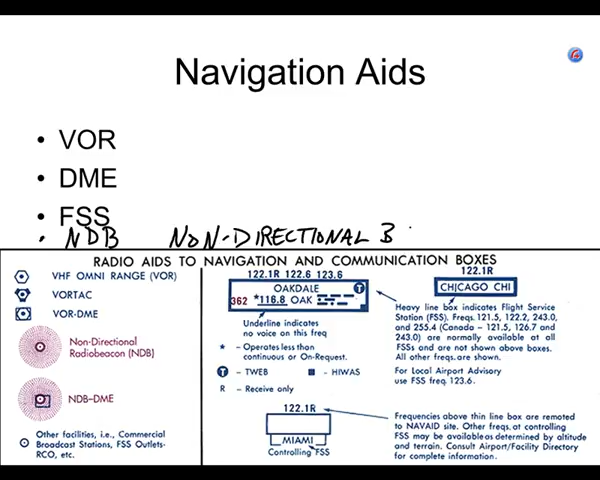 Navigation Aids
• VOR
• DME
• FSS
• NDB NON-DIRECTIONAL B
RADIO AIDS TO NAVIGATION AND COMMUNICATION BOXES
VHF OMNI RANGE (VOR)
VORTAC
VOR-DME
Non-Directional
Radiobeacon (NDB)
NDB-DME
Other facilities, i.e., Commercial
Broadcast Stations, FSS Outlets-
RCO, etc.
122.1R 122.6 123.6
OAKDALE
T
362 *116.8 OAK
Underline indicates
no voice on this freq
* - Operates less than
continuous or On-Request.
T - TWEB - HIWAS
R - Receive only
122.1R
MIAMI
Controlling FSS
122.1R
CHICAGO CHI
Heavy line box indicates Flight Service
Station (FSS). Freqs. 121.5, 122.2, 243.0,
and 255.4 (Canada - 121.5, 126.7 and
243.0) are normally available at all
FSSs and are not shown above boxes.
All other freqs. are shown.
For Local Airport Advisory
use FSS freq. 123.6.
Frequencies above thin line box are remoted
to NAVAID site. Other freqs. at controlling
FSS may be available as determined by altitude
and terrain. Consult Airport/Facility Directory
for complete information.